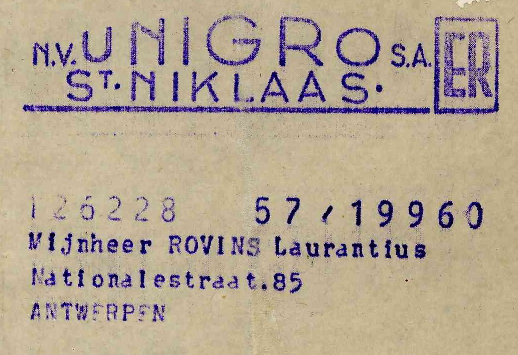 N.V. UNIGRO S.A. ER
ST. NIKLAAS.
126228 57/19960
Mijnheer ROVINS Laurantius
Nationalestraat.85
ANTWERPEN